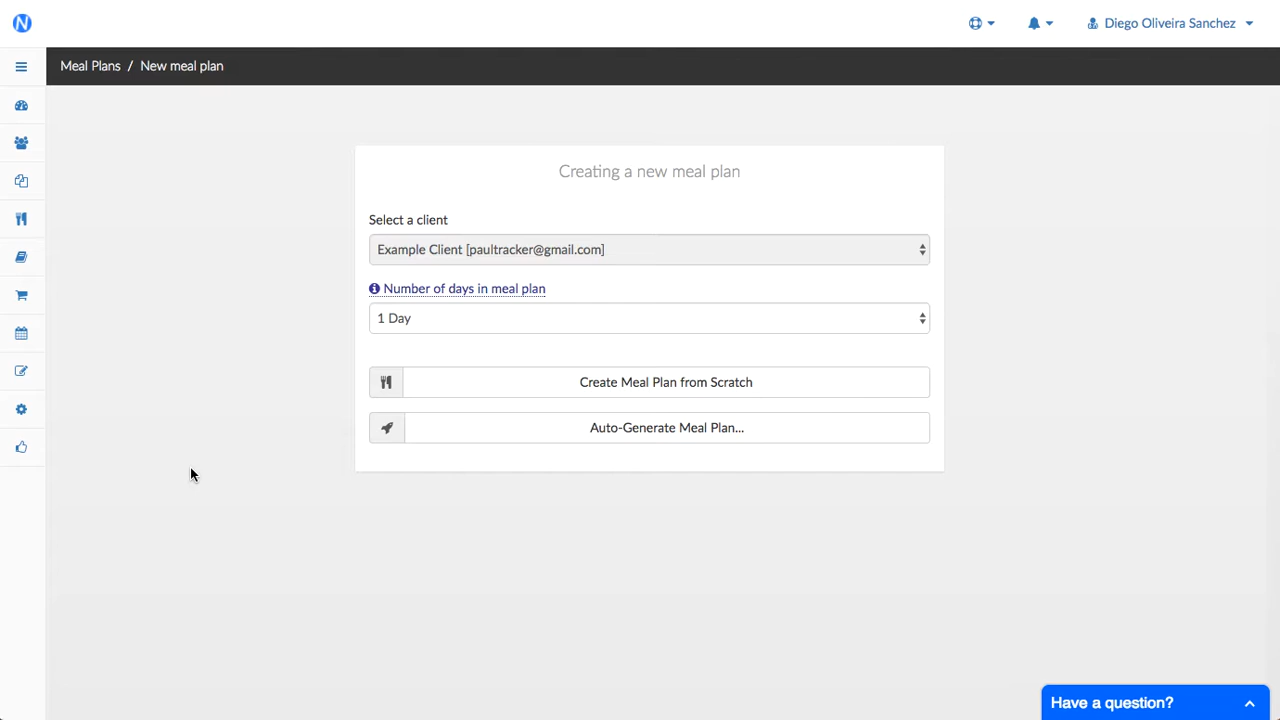 N
Diego Oliveira Sanchez
Meal Plans / New meal plan
Creating a new meal plan
Select a client
Example Client [paultracker@gmail.com]
Number of days in meal plan
1 Day
Create Meal Plan from Scratch
Auto-Generate Meal Plan...
Have a question?